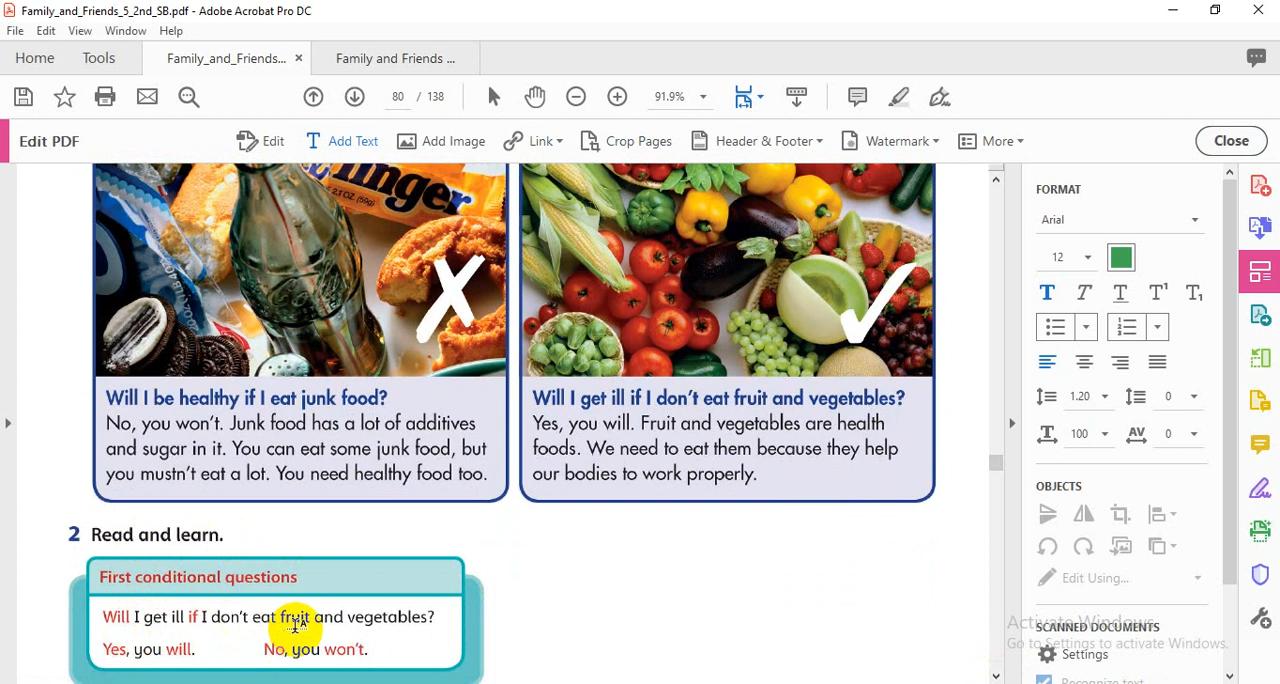 Family_and_Friends_5_2nd_SB.pdf - Adobe Acrobat Pro DC
File Edit View Window Help
Home Tools Family_and_Friends... × Family and Friends ...
80 / 138 91.9%
Edit PDF Edit Add Text Add Image Link Crop Pages Header & Footer Watermark More Close
2.1 OZ (59g)
Will I be healthy if I eat junk food?
No, you won't. Junk food has a lot of additives
and sugar in it. You can eat some junk food, but
you mustn't eat a lot. You need healthy food too.
Will I get ill if I don't eat fruit and vegetables?
Yes, you will. Fruit and vegetables are health
foods. We need to eat them because they help
our bodies to work properly.
2 Read and learn.
First conditional questions
Will I get ill if I don't eat fruit and vegetables?
Yes, you will. No, you won't.
FORMAT
Arial
12
1.20 0
100 AV 0
OBJECTS
Edit Using...
SCANNED DOCUMENTS
Settings
Recognize text
Activate Windows
Go to Settings to activate Windows.